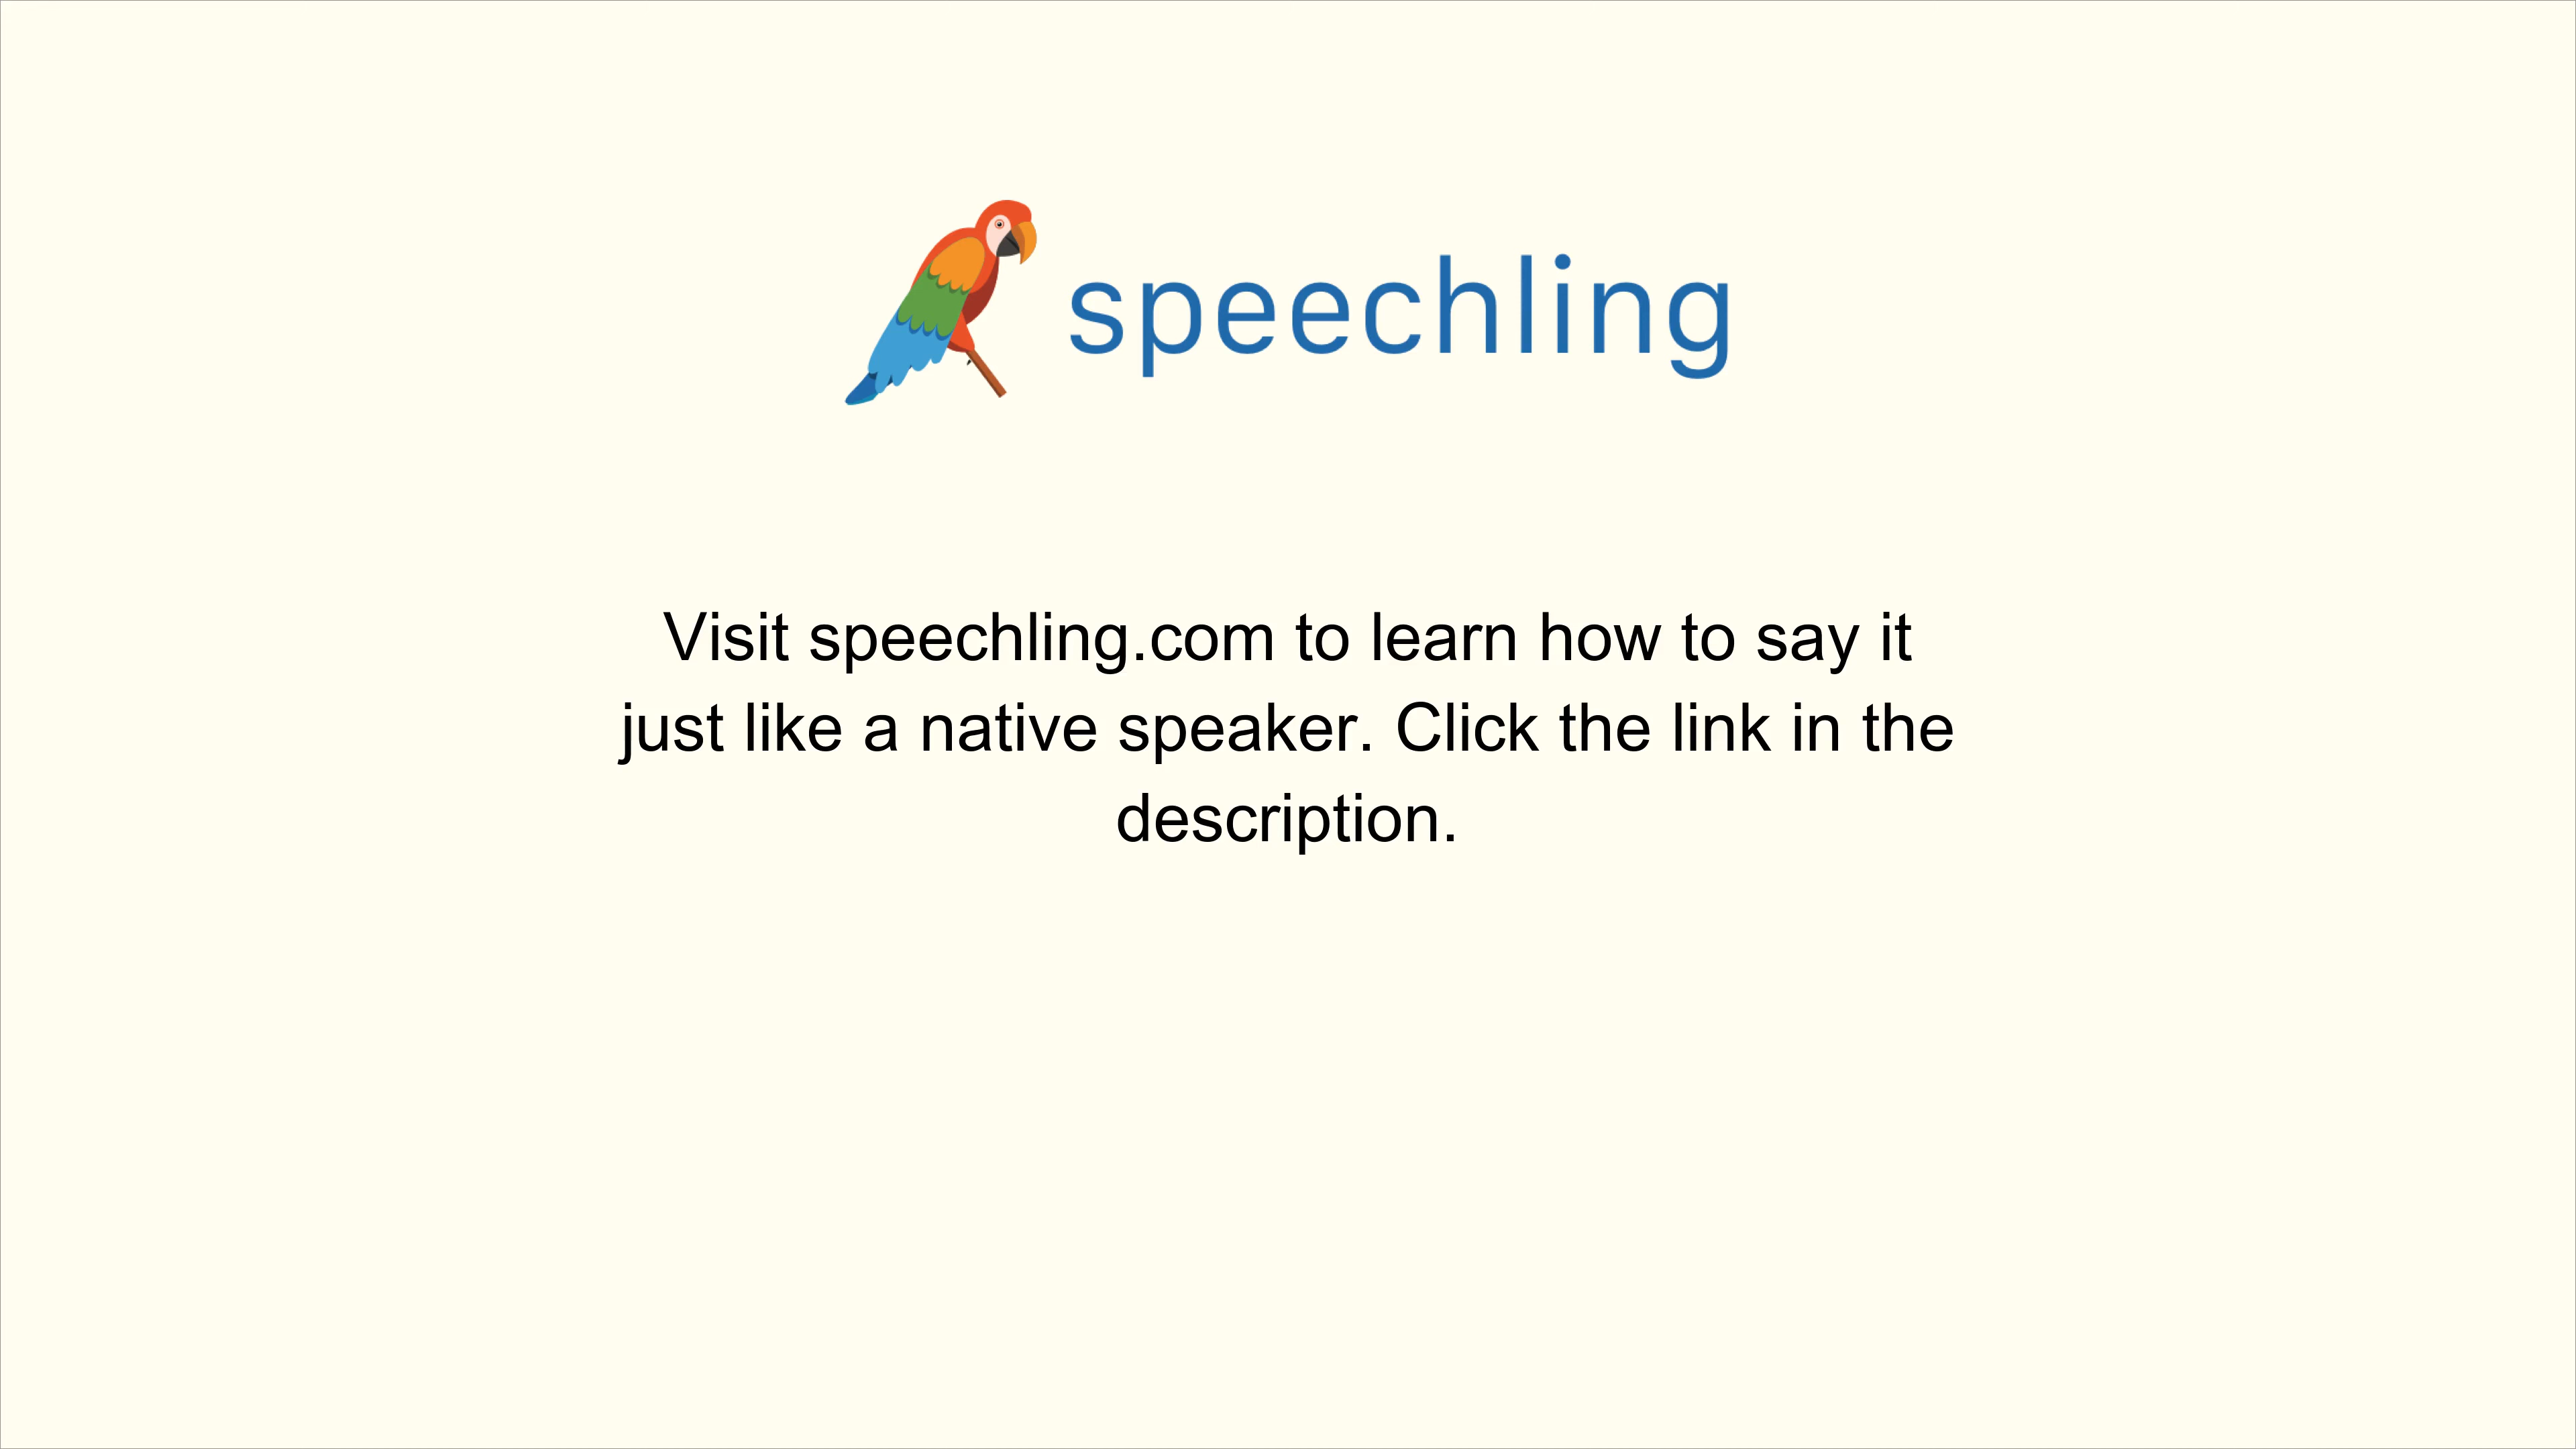 speechling
Visit speechling.com to learn how to say it
just like a native speaker. Click the link in the
description.